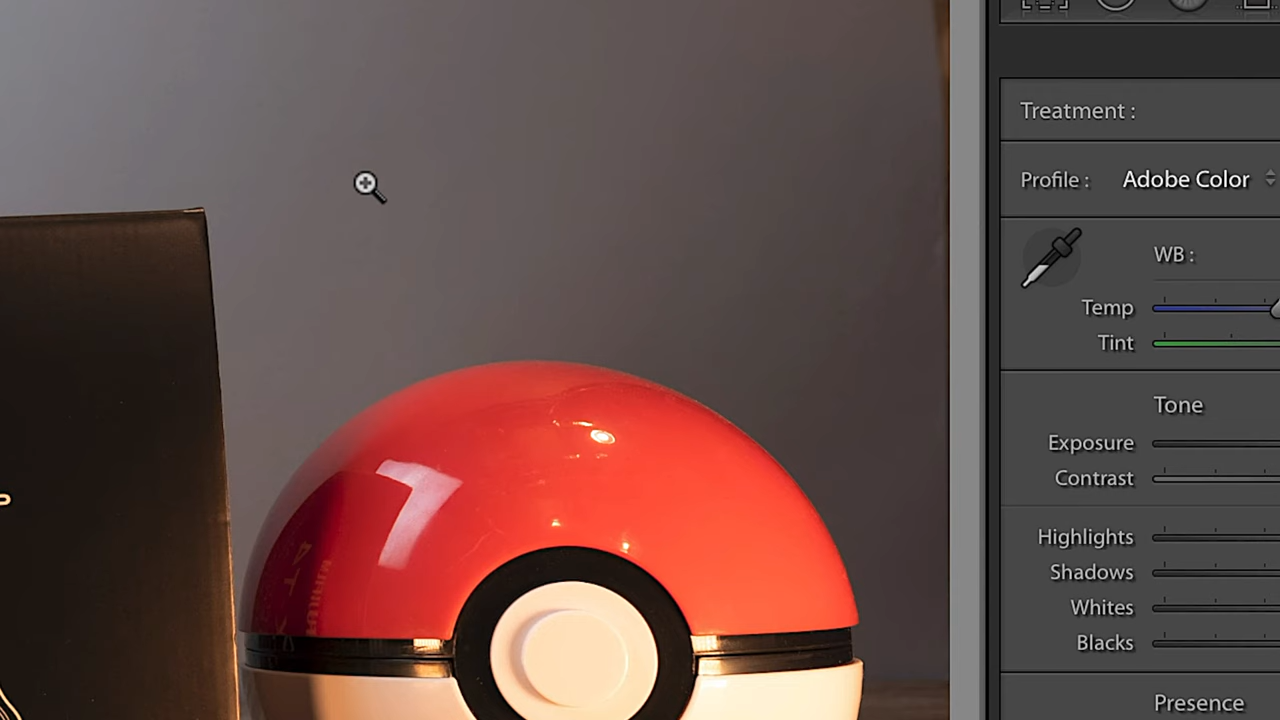 Treatment :
Profile : Adobe Color
WB :
Temp
Tint
Tone
Exposure
Contrast
Highlights
Shadows
Whites
Blacks
Presence